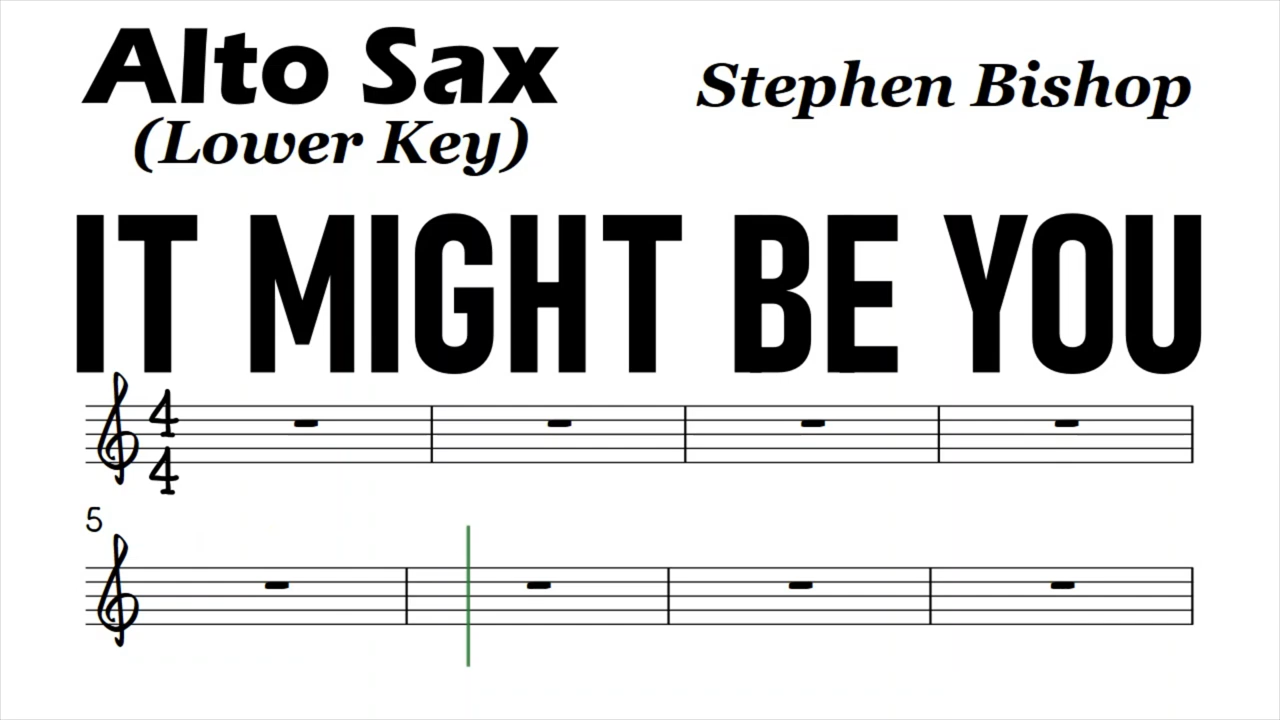 Alto Sax
Stephen Bishop
(Lower Key)
IT MIGHT BE YOU
4
4
5